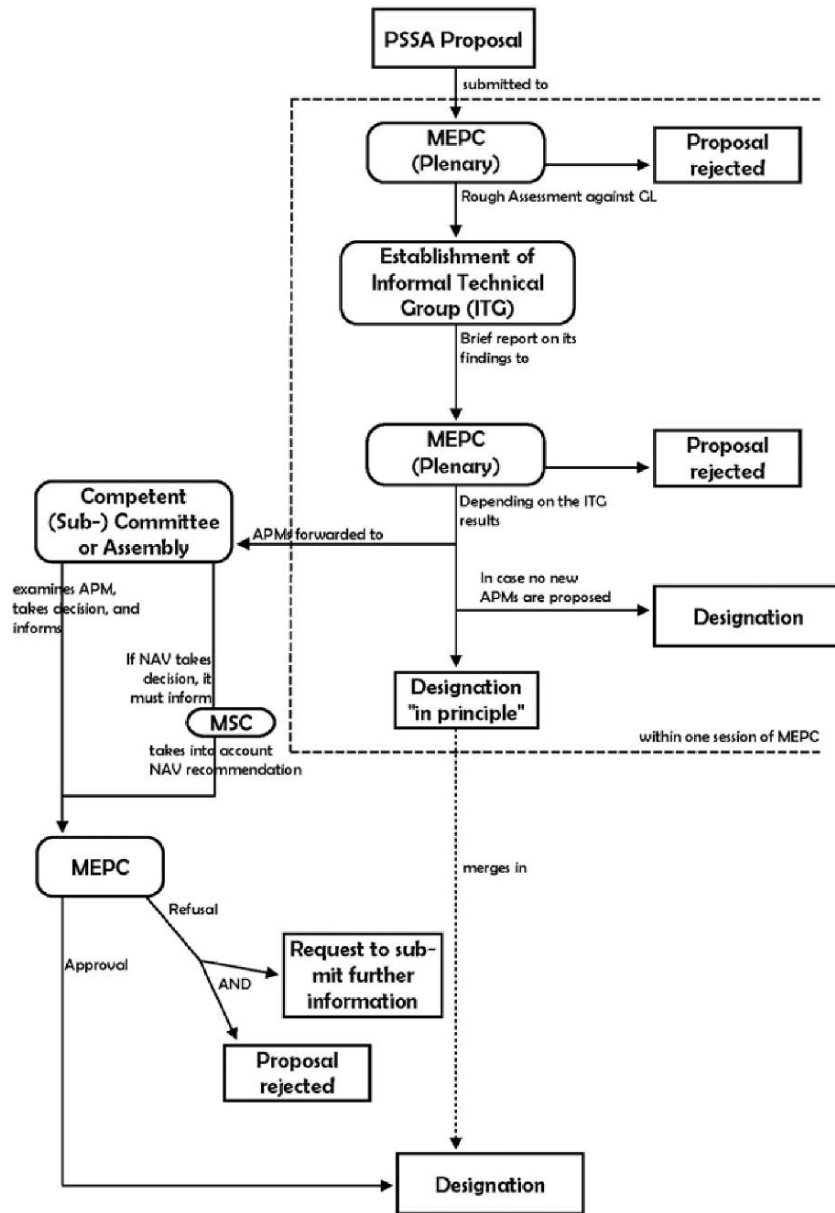 PSSA Proposal
submitted to
MEPC
(Plenary)
Proposal
rejected
Rough Assessment against GL
Establishment of
Informal Technical
Group (ITG)
Brief report on its
findings to
MEPC
(Plenary)
Proposal
rejected
Depending on the ITG
results
Competent
(Sub-) Committee
or Assembly
APMs forwarded to
In case no new
APMs are proposed
Designation
examines APM,
takes decision, and
informs
If NAV takes
decision, it
must inform
MSC
takes into account
NAV recommendation
Designation
"in principle"
within one session of MEPC
MEPC
merges in
Refusal
Approval
AND
Request to sub-
mit further
information
Proposal
rejected
Designation